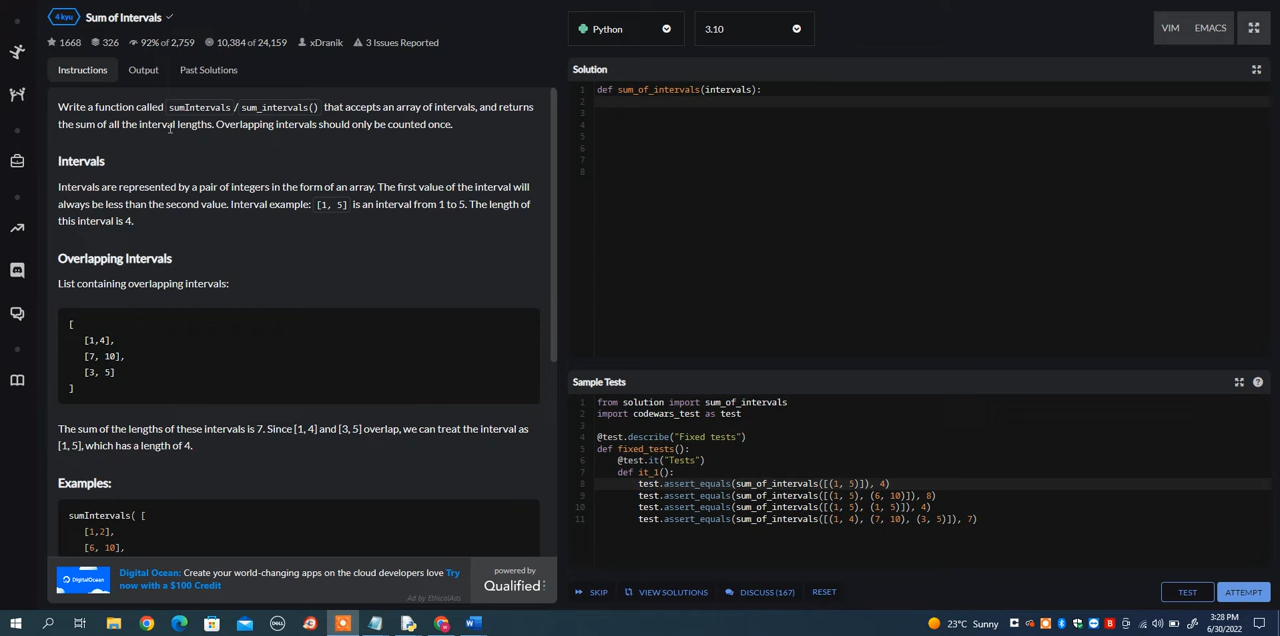 4 kyu Sum of Intervals
1668 326 92% of 2,759 10,384 of 24,159 xDranik 3 Issues Reported
Instructions Output Past Solutions
Write a function called sumIntervals / sum_intervals() that accepts an array of intervals, and returns
the sum of all the interval lengths. Overlapping intervals should only be counted once.
Intervals
Intervals are represented by a pair of integers in the form of an array. The first value of the interval will
always be less than the second value. Interval example: [1, 5] is an interval from 1 to 5. The length of
this interval is 4.
Overlapping Intervals
List containing overlapping intervals:
[
[1,4],
[7, 10],
[3, 5]
]
The sum of the lengths of these intervals is 7. Since [1, 4] and [3, 5] overlap, we can treat the interval as
[1, 5], which has a length of 4.
Examples:
sumIntervals( [
[1,2],
[6, 10],
DigitalOcean
Digital Ocean: Create your world-changing apps on the cloud developers love Try
now with a $100 Credit
Ad by EthicalAds
powered by
Qualified
Python 3.10 VIM EMACS
Solution
1 def sum_of_intervals(intervals):
2
3
4
5
6
7
8
Sample Tests
1 from solution import sum_of_intervals
2 import codewars_test as test
3
4 @test.describe("Fixed tests")
5 def fixed_tests():
6 @test.it("Tests")
7 def it_1():
8 test.assert_equals(sum_of_intervals([(1, 5)]), 4)
9 test.assert_equals(sum_of_intervals([(1, 5), (6, 10)]), 8)
10 test.assert_equals(sum_of_intervals([(1, 5), (1, 5)]), 4)
11 test.assert_equals(sum_of_intervals([(1, 4), (7, 10), (3, 5)]), 7)
SKIP VIEW SOLUTIONS DISCUSS (167) RESET TEST ATTEMPT
DELL 23°C Sunny 3:28 PM
6/30/2022